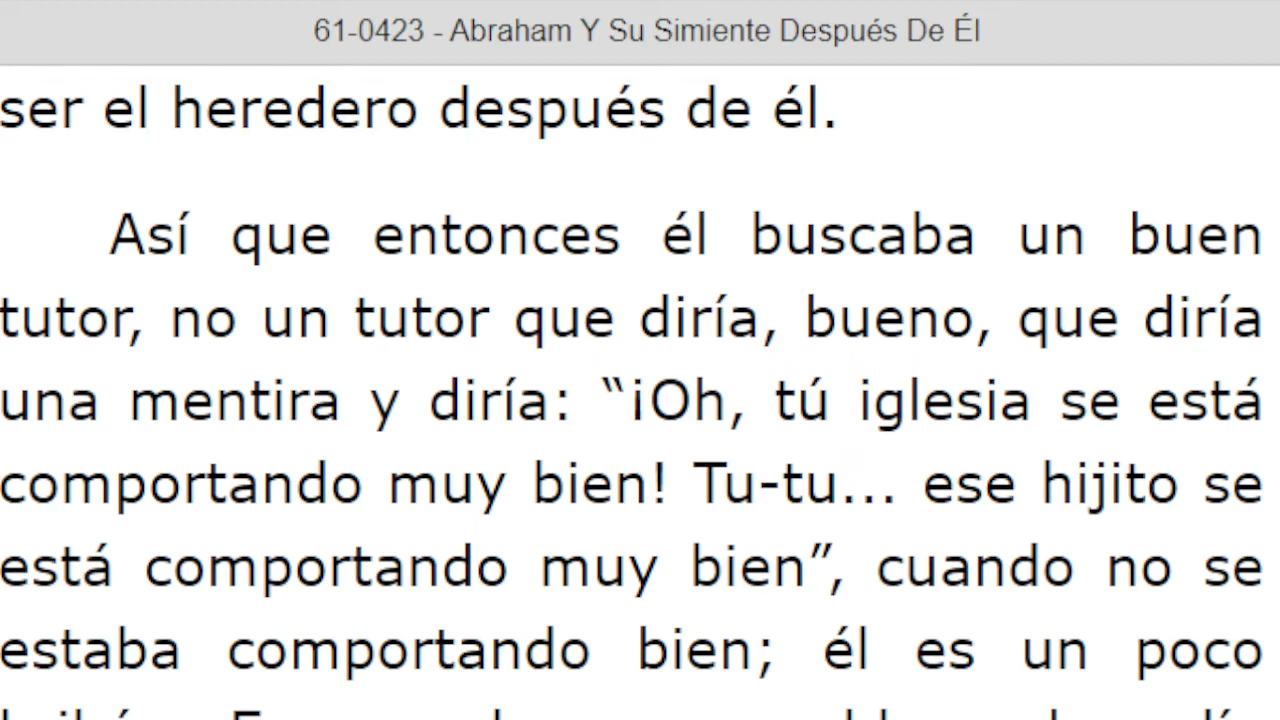 61-0423 - Abraham Y Su Simiente Después De Él
ser el heredero después de él.
Así que entonces él buscaba un buen
tutor, no un tutor que diría, bueno, que diría
una mentira y diría: “¡Oh, tú iglesia se está
comportando muy bien! Tu-tu... ese hijito se
está comportando muy bien”, cuando no se
estaba comportando bien; él es un poco